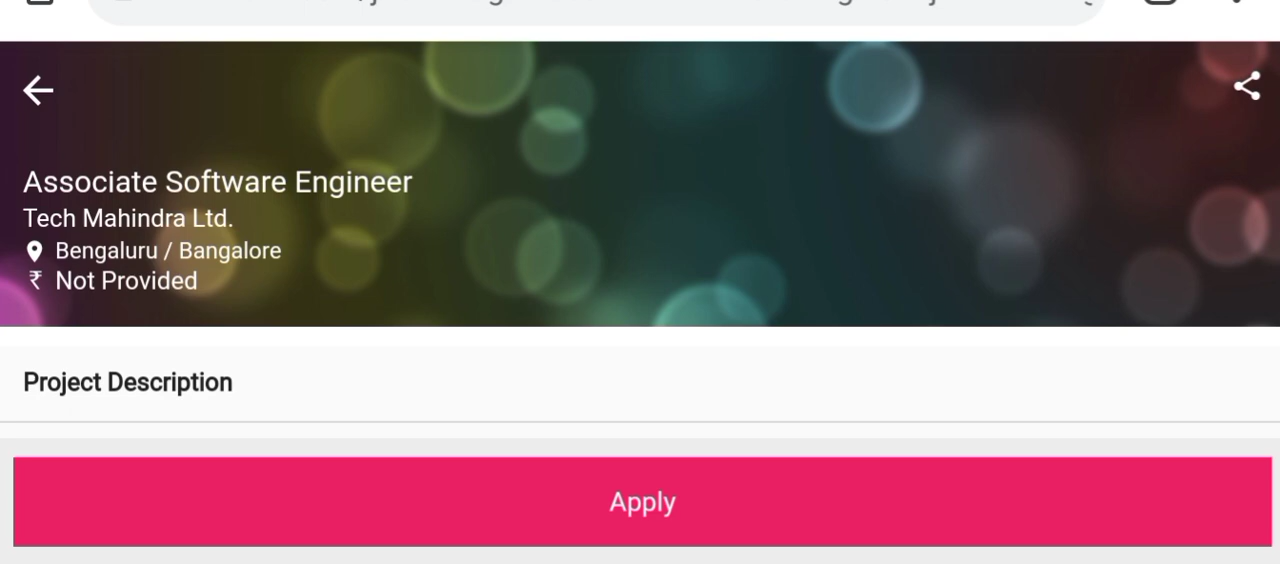 Associate Software Engineer
Tech Mahindra Ltd.
Bengaluru / Bangalore
₹ Not Provided
Project Description
Apply